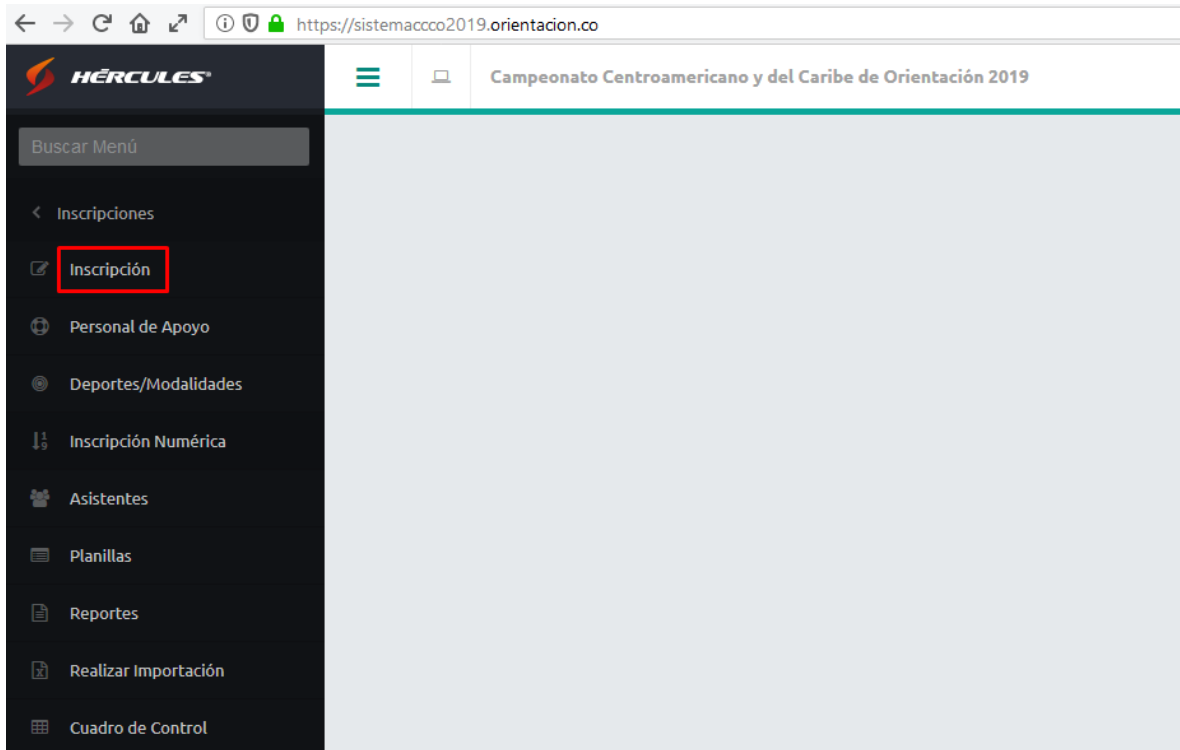 https://sistemaccco2019.orientacion.co
HÉRCULES®
Campeonato Centroamericano y del Caribe de Orientación 2019
Buscar Menú
Inscripciones
Inscripción
Personal de Apoyo
Deportes/Modalidades
Inscripción Numérica
Asistentes
Planillas
Reportes
Realizar Importación
Cuadro de Control